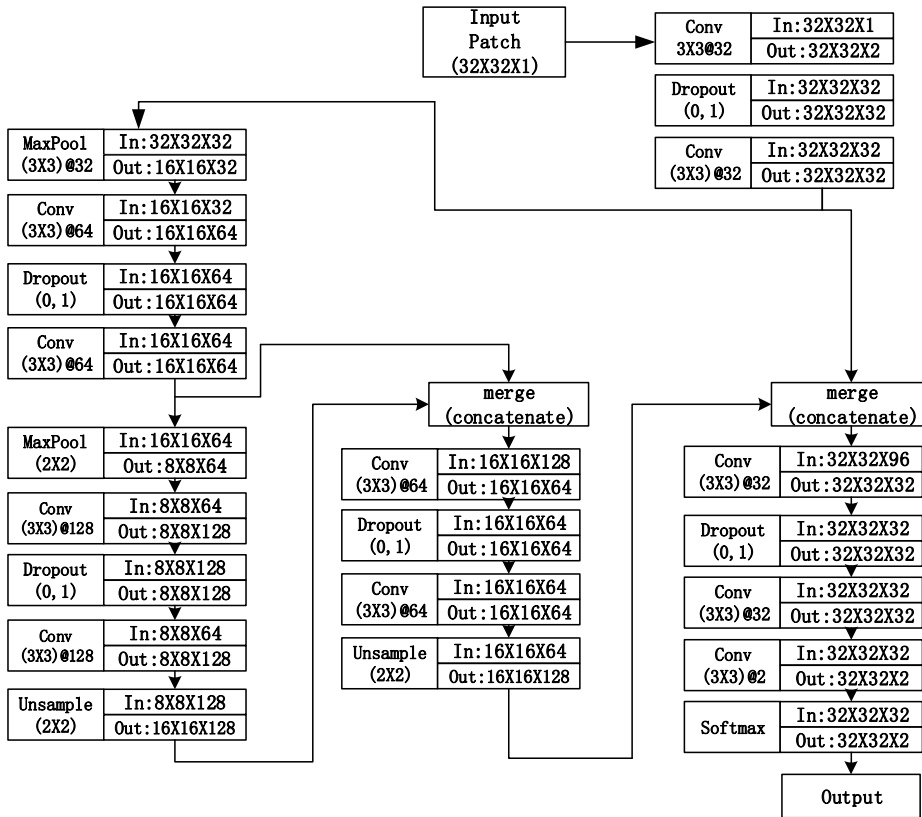 Input
Patch
(32X32X1)
Conv
3X3@32
In:32X32X1
Out:32X32X2
Dropout
(0,1)
In:32X32X32
Out:32X32X32
Conv
(3X3)@32
In:32X32X32
Out:32X32X32
MaxPool
(3X3)@32
In:32X32X32
Out:16X16X32
Conv
(3X3)@64
In:16X16X32
Out:16X16X64
Dropout
(0,1)
In:16X16X64
Out:16X16X64
Conv
(3X3)@64
In:16X16X64
Out:16X16X64
MaxPool
(2X2)
In:16X16X64
Out:8X8X64
Conv
(3X3)@128
In:8X8X64
Out:8X8X128
Dropout
(0,1)
In:8X8X128
Out:8X8X128
Conv
(3X3)@128
In:8X8X64
Out:8X8X128
Unsample
(2X2)
In:8X8X128
Out:16X16X128
merge
(concatenate)
Conv
(3X3)@64
In:16X16X128
Out:16X16X64
Dropout
(0,1)
In:16X16X64
Out:16X16X64
Conv
(3X3)@64
In:16X16X64
Out:16X16X64
Unsample
(2X2)
In:16X16X64
Out:16X16X128
merge
(concatenate)
Conv
(3X3)@32
In:32X32X96
Out:32X32X32
Dropout
(0,1)
In:32X32X32
Out:32X32X32
Conv
(3X3)@32
In:32X32X32
Out:32X32X32
Conv
(3X3)@2
In:32X32X32
Out:32X32X2
Softmax
In:32X32X32
Out:32X32X2
Output